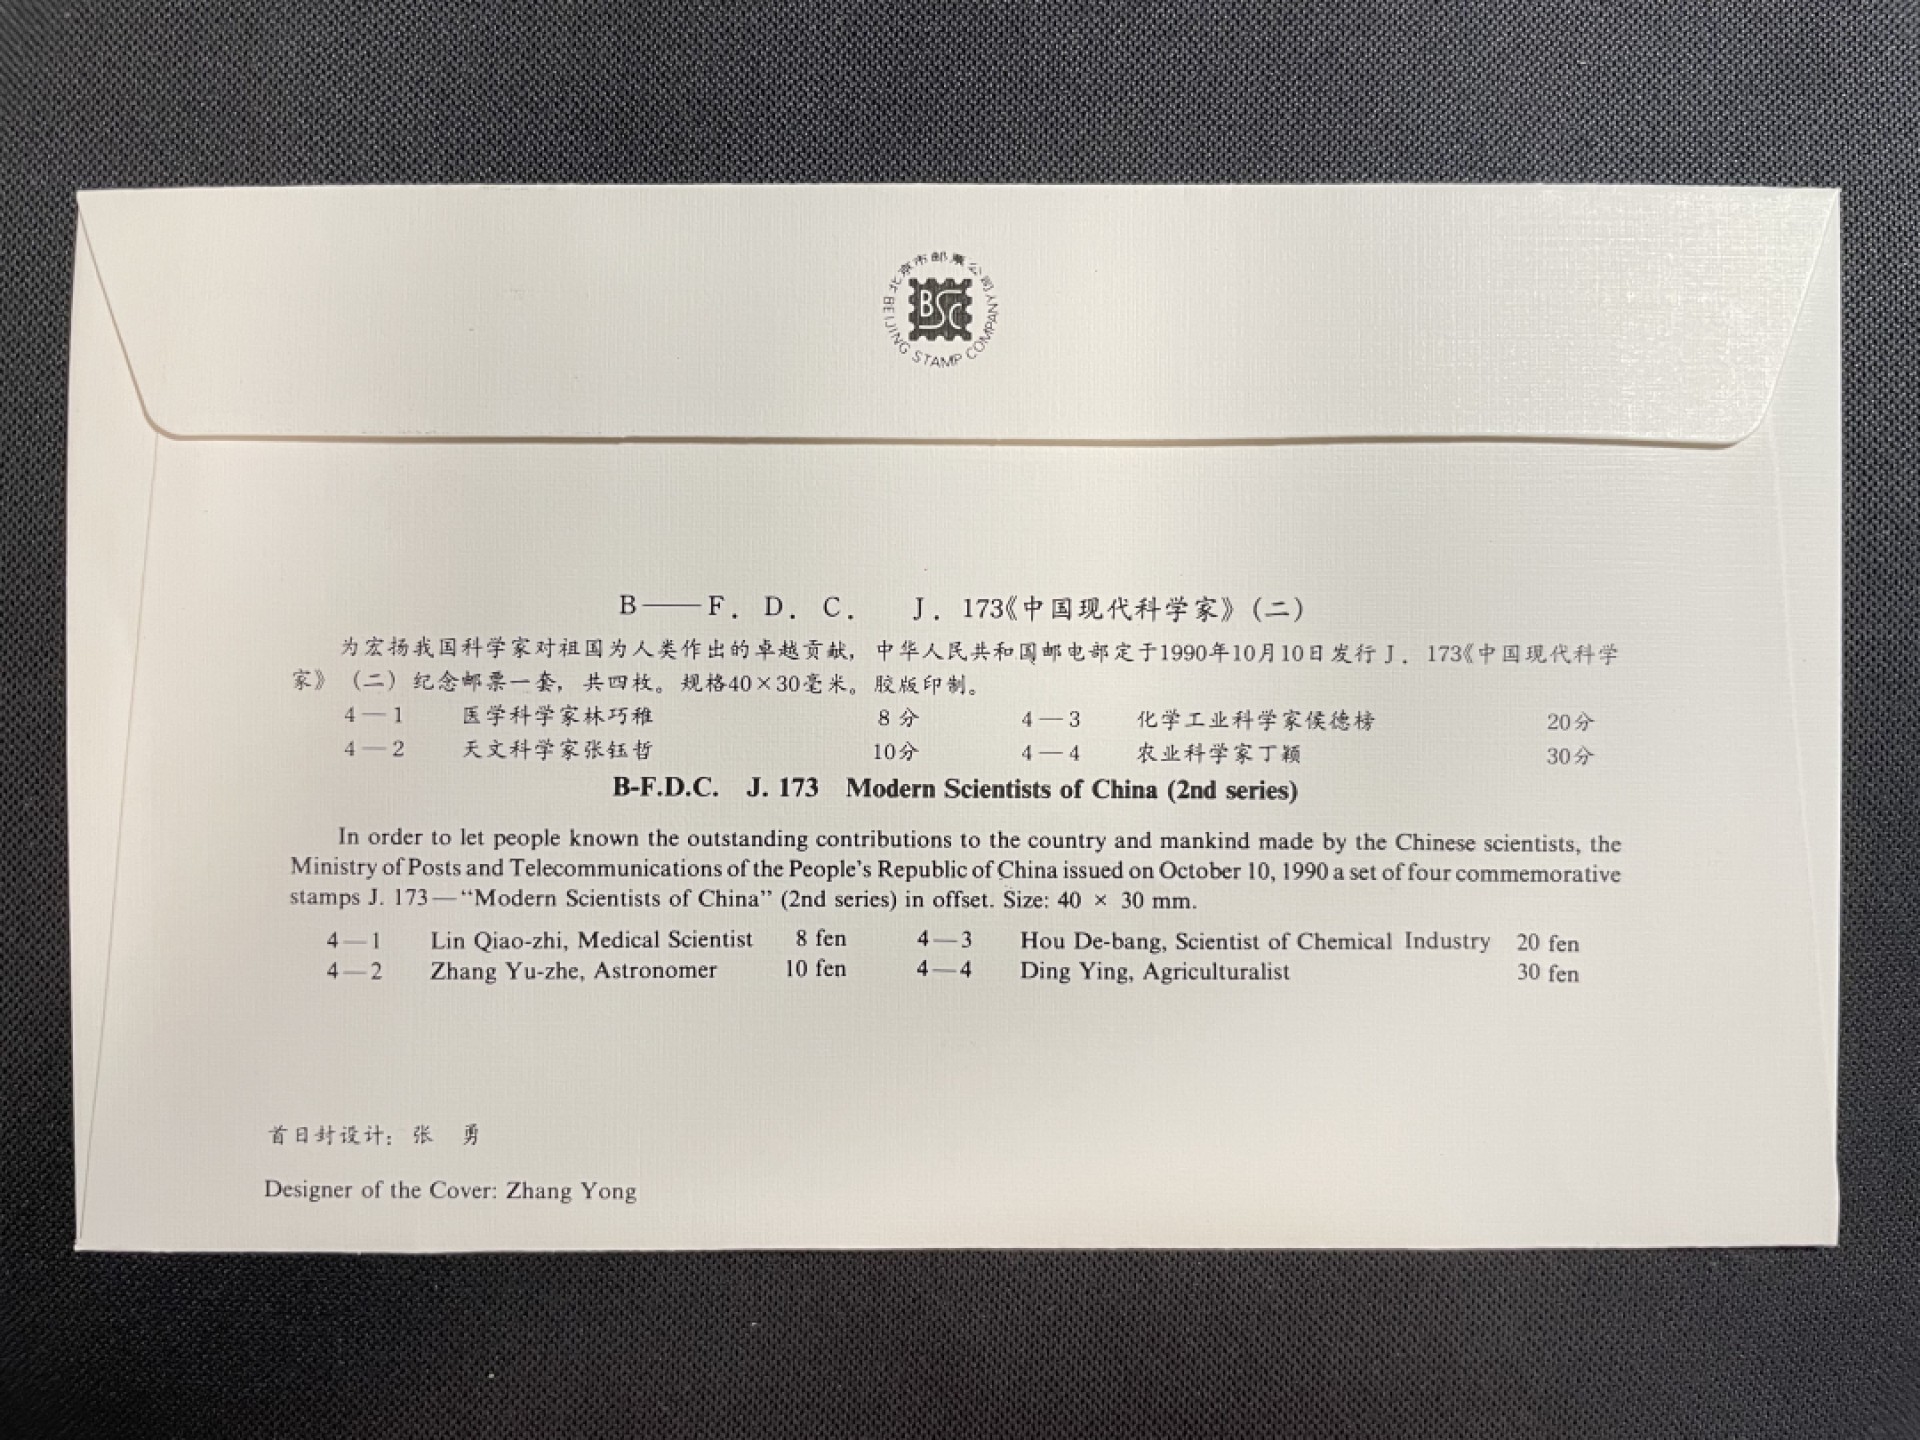 北京市邮票公司
BSC
BEIJING STAMP COMPANY
B——F. D. C. J. 173《中国现代科学家》(二)
为宏扬我国科学家对祖国为人类作出的卓越贡献, 中华人民共和国邮电部定于1990年10月10日发行J. 173《中国现代科学
家》(二)纪念邮票一套, 共四枚。规格40×30毫米。胶版印制。
4—1 医学科学家林巧稚 8分 4—3 化学工业科学家侯德榜 20分
4—2 天文科学家张钰哲 10分 4—4 农业科学家丁颖 30分
B-F.D.C. J. 173 Modern Scientists of China (2nd series)
In order to let people known the outstanding contributions to the country and mankind made by the Chinese scientists, the
Ministry of Posts and Telecommunications of the People's Republic of China issued on October 10, 1990 a set of four commemorative
stamps J. 173—“Modern Scientists of China” (2nd series) in offset. Size: 40 × 30 mm.
4—1 Lin Qiao-zhi, Medical Scientist 8 fen 4—3 Hou De-bang, Scientist of Chemical Industry 20 fen
4—2 Zhang Yu-zhe, Astronomer 10 fen 4—4 Ding Ying, Agriculturalist 30 fen
首日封设计: 张 勇
Designer of the Cover: Zhang Yong